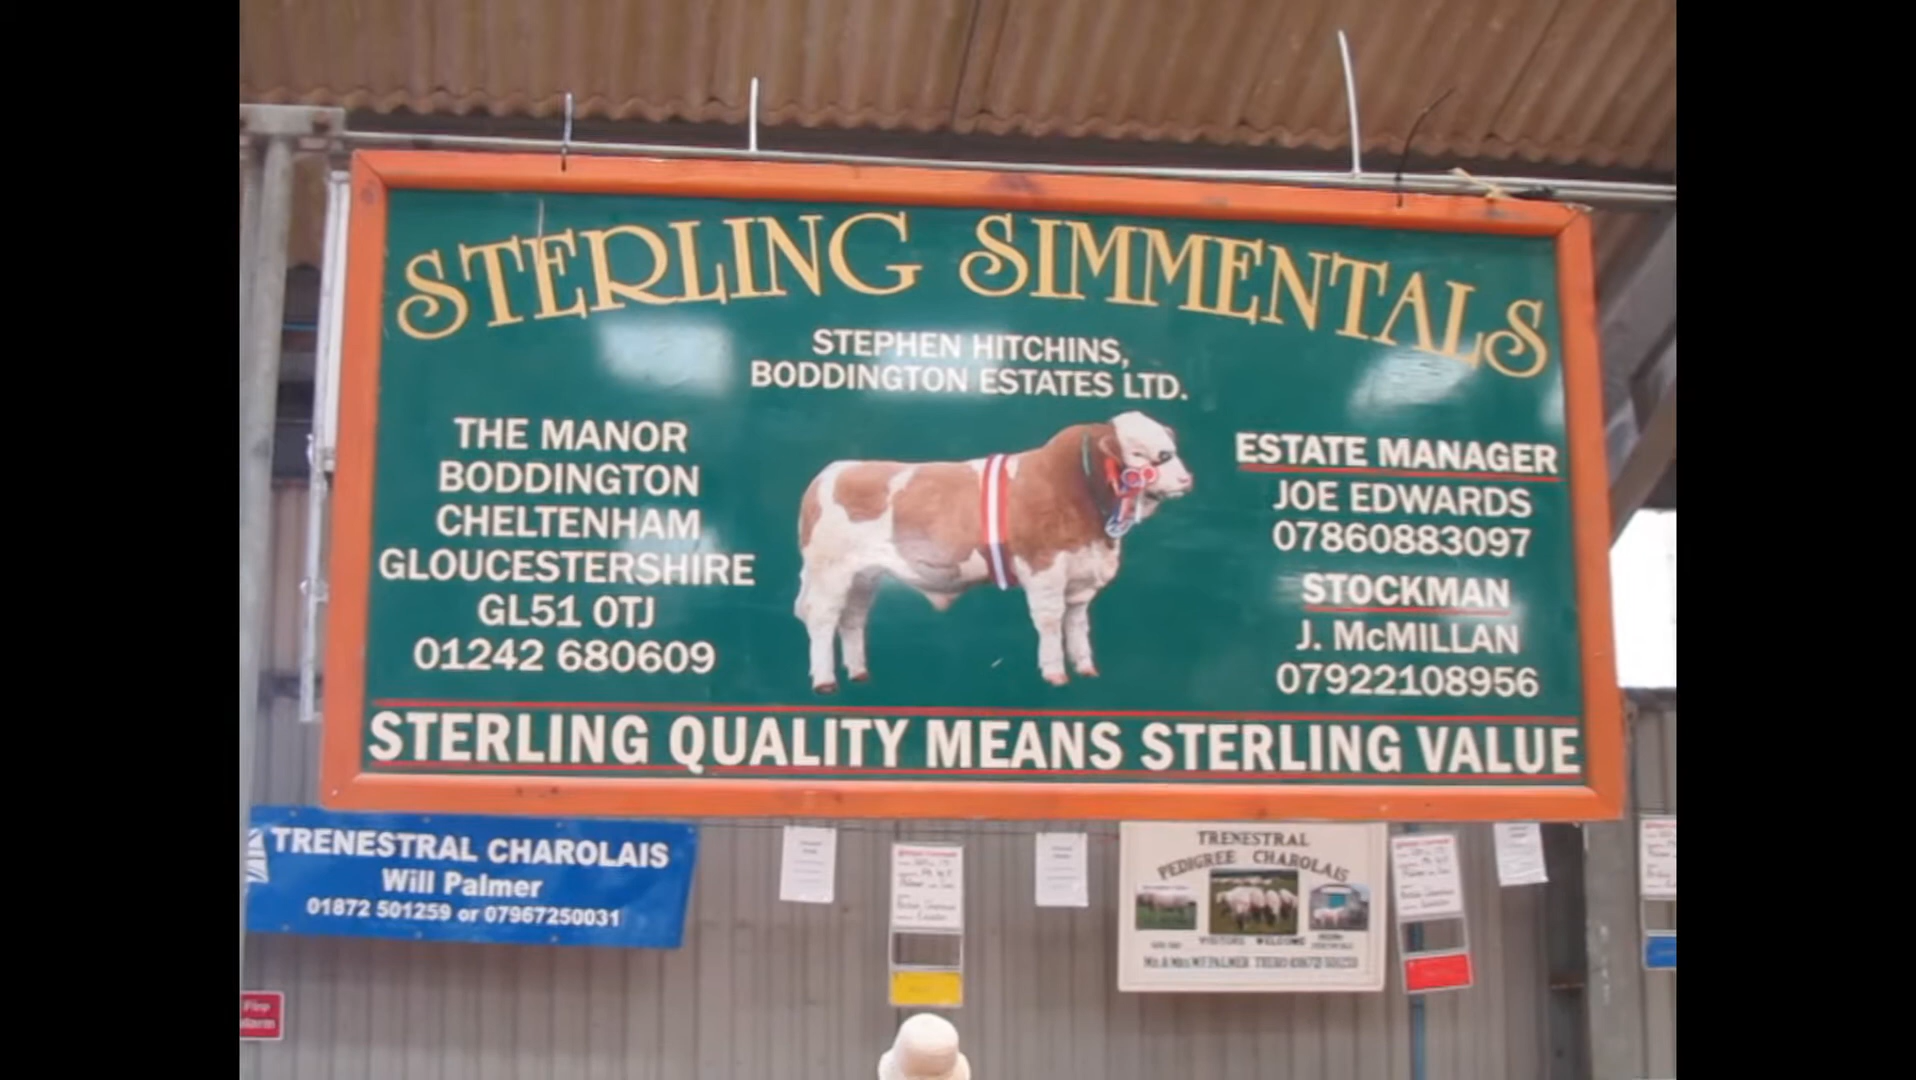 STERLING SIMMENTALS
STEPHEN HITCHINS,
BODDINGTON ESTATES LTD.
THE MANOR
BODDINGTON
CHELTENHAM
GLOUCESTERSHIRE
GL51 0TJ
01242 680609
ESTATE MANAGER
JOE EDWARDS
07860883097
STOCKMAN
J. McMILLAN
07922108956
STERLING QUALITY MEANS STERLING VALUE
TRENESTRAL CHAROLAIS
Will Palmer
01872 501259 or 07967250031
TRENESTRAL
PEDIGREE CHAROLAIS
VISITORS WELCOME
Fire